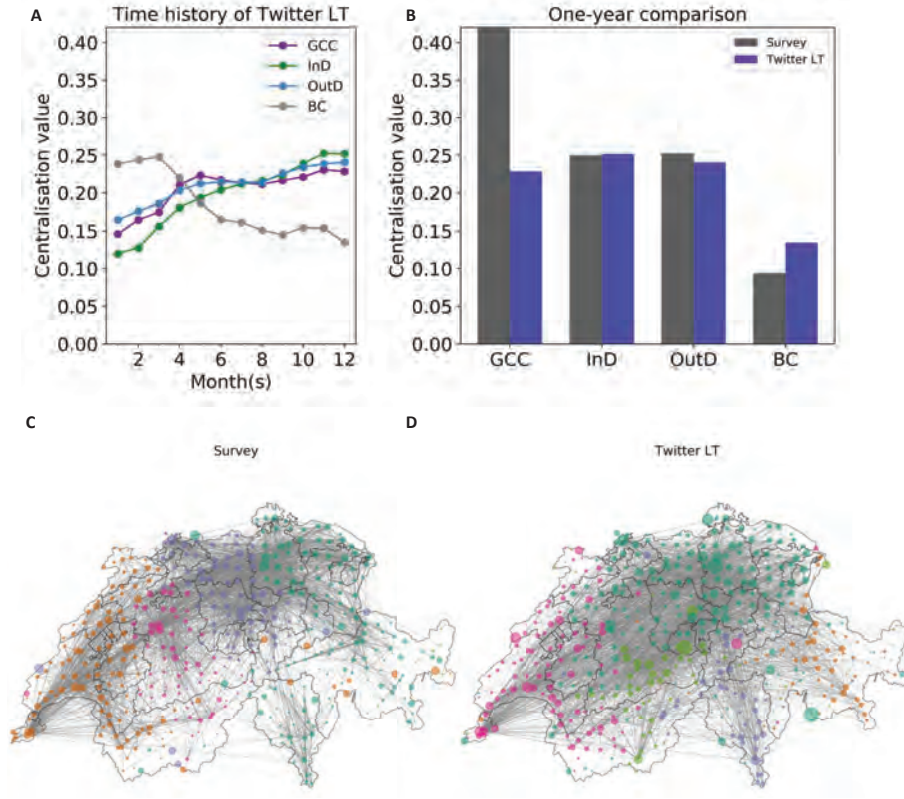 A
Time history of Twitter LT
Centralisation value
0.40
0.35
0.30
0.25
0.20
0.15
0.10
0.05
0.00
GCC
InD
OutD
BC
2 4 6 8 10 12
Month(s)
B
One-year comparison
Centralisation value
0.40
0.35
0.30
0.25
0.20
0.15
0.10
0.05
0.00
Survey
Twitter LT
GCC InD OutD BC
C
Survey
D
Twitter LT